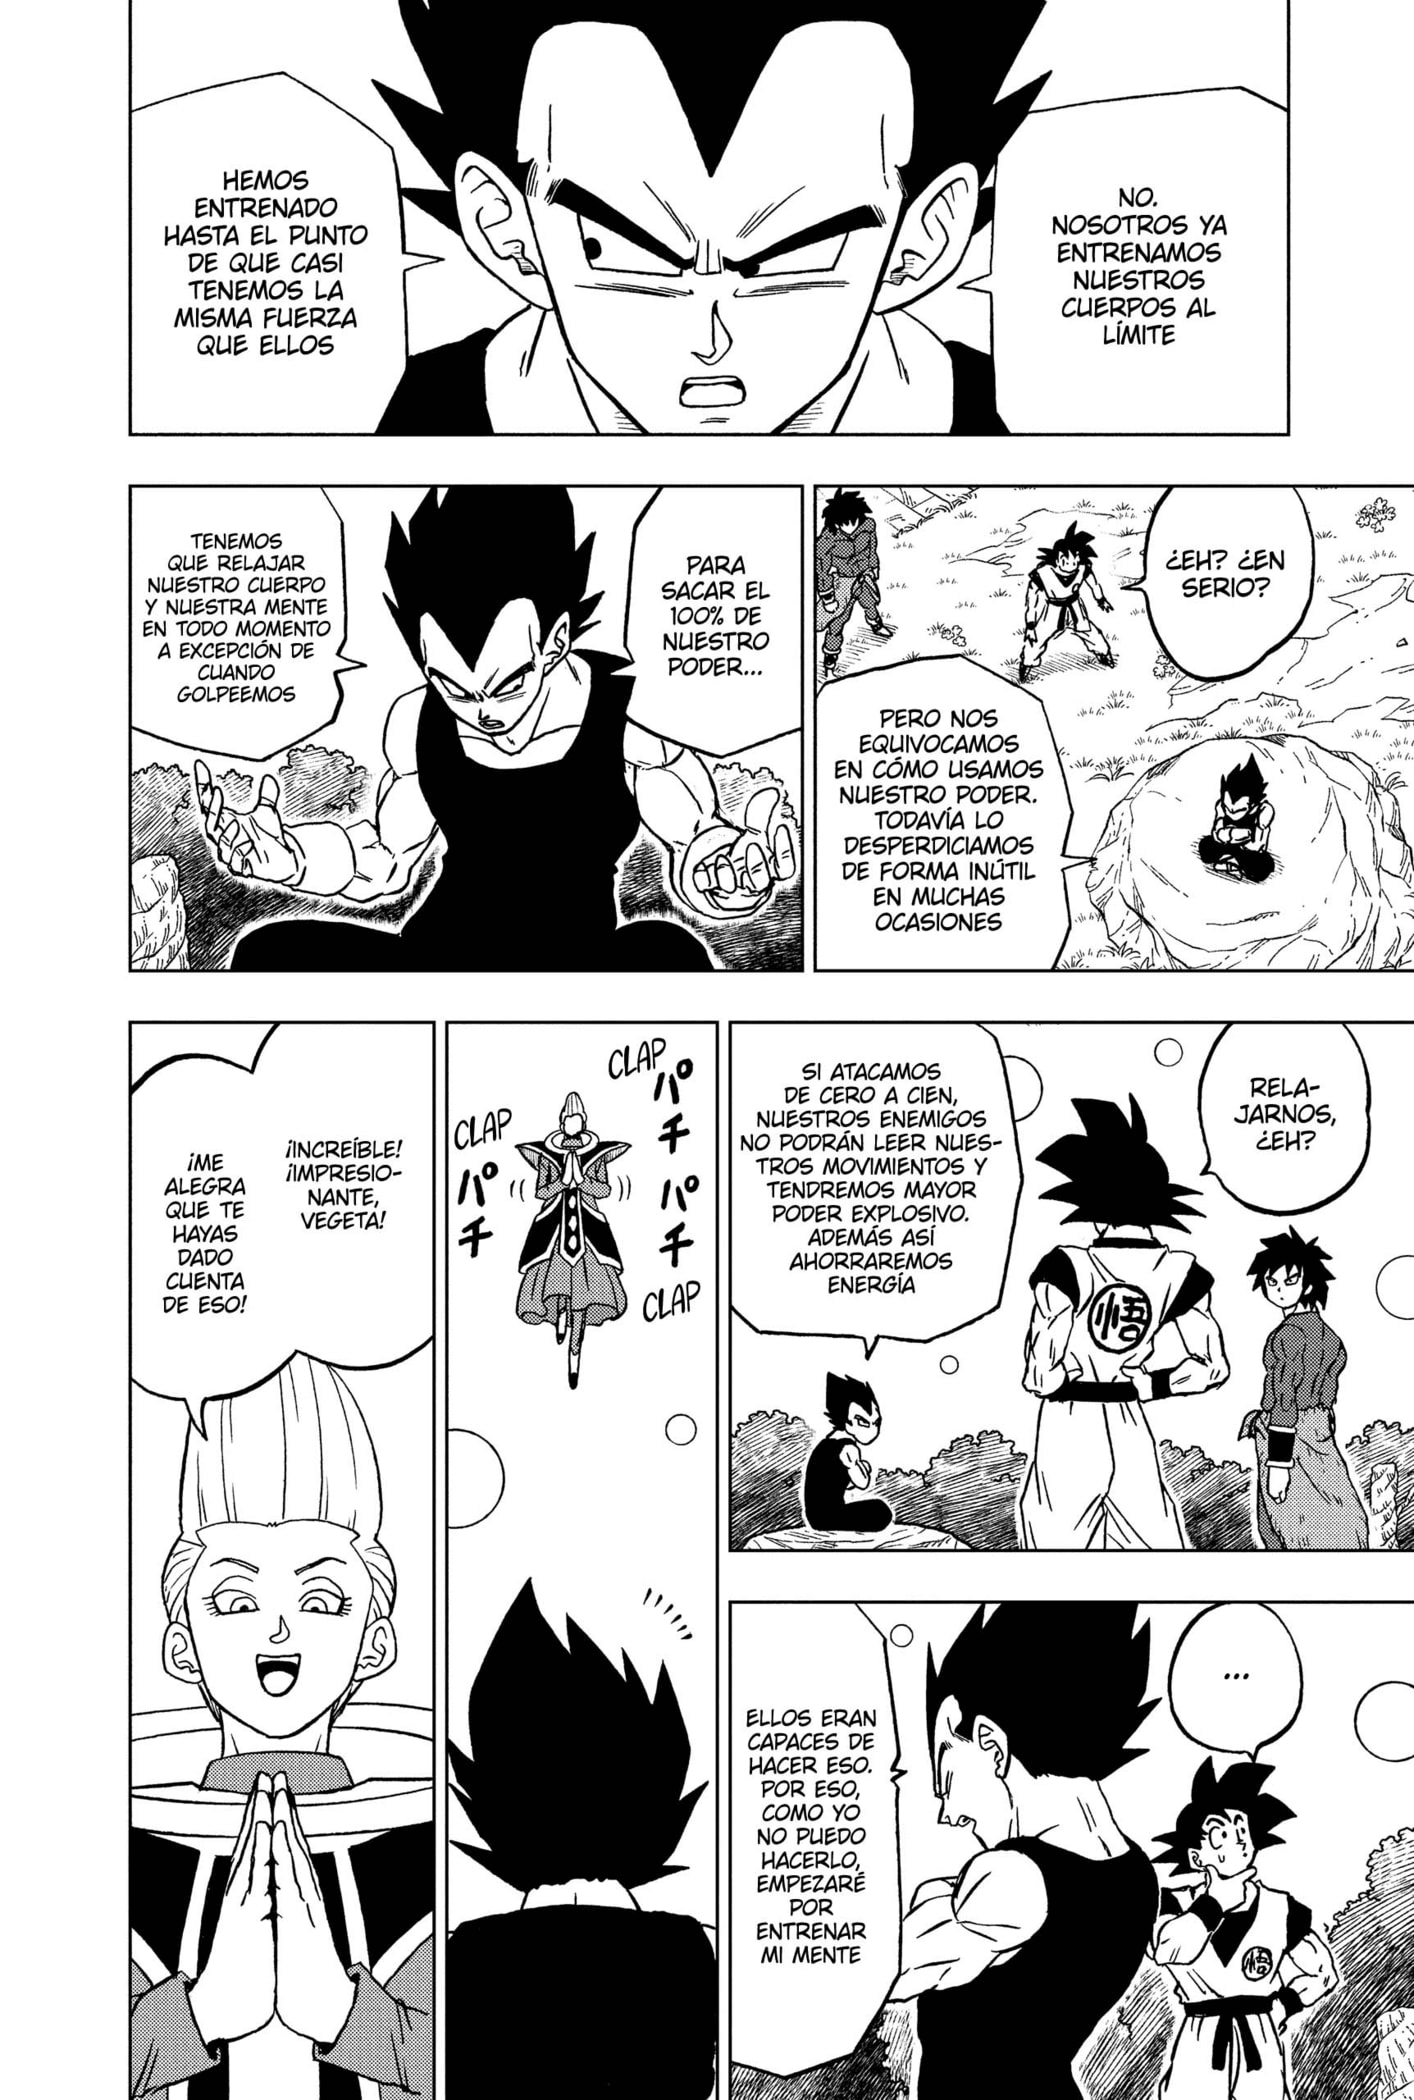 NO.
NOSOTROS YA
ENTRENAMOS
NUESTROS
CUERPOS AL
LÍMITE
HEMOS
ENTRENADO
HASTA EL PUNTO
DE QUE CASI
TENEMOS LA
MISMA FUERZA
QUE ELLOS
¿EH? ¿EN
SERIO?
PERO NOS
EQUIVOCAMOS
EN CÓMO USAMOS
NUESTRO PODER.
TODAVÍA LO
DESPERDICIAMOS
DE FORMA INÚTIL
EN MUCHAS
OCASIONES
PARA
SACAR EL
100% DE
NUESTRO
PODER...
TENEMOS
QUE RELAJAR
NUESTRO CUERPO
Y NUESTRA MENTE
EN TODO MOMENTO
A EXCEPCIÓN DE
CUANDO
GOLPEEMOS
RELA-
JARNOS,
¿EH?
SI ATACAMOS
DE CERO A CIEN,
NUESTROS ENEMIGOS
NO PODRÁN LEER NUES-
TROS MOVIMIENTOS Y
TENDREMOS MAYOR
PODER EXPLOSIVO.
ADEMÁS ASÍ
AHORRAREMOS
ENERGÍA
悟
...
ELLOS ERAN
CAPACES DE
HACER ESO.
POR ESO,
COMO YO
NO PUEDO
HACERLO,
EMPEZARÉ
POR
ENTRENAR
MI MENTE
悟
CLAP
パチパチ
CLAP
CLAP
パチ
¡INCREÍBLE!
¡IMPRESIO-
NANTE,
VEGETA!
¡ME
ALEGRA
QUE TE
HAYAS
DADO
CUENTA
DE ESO!